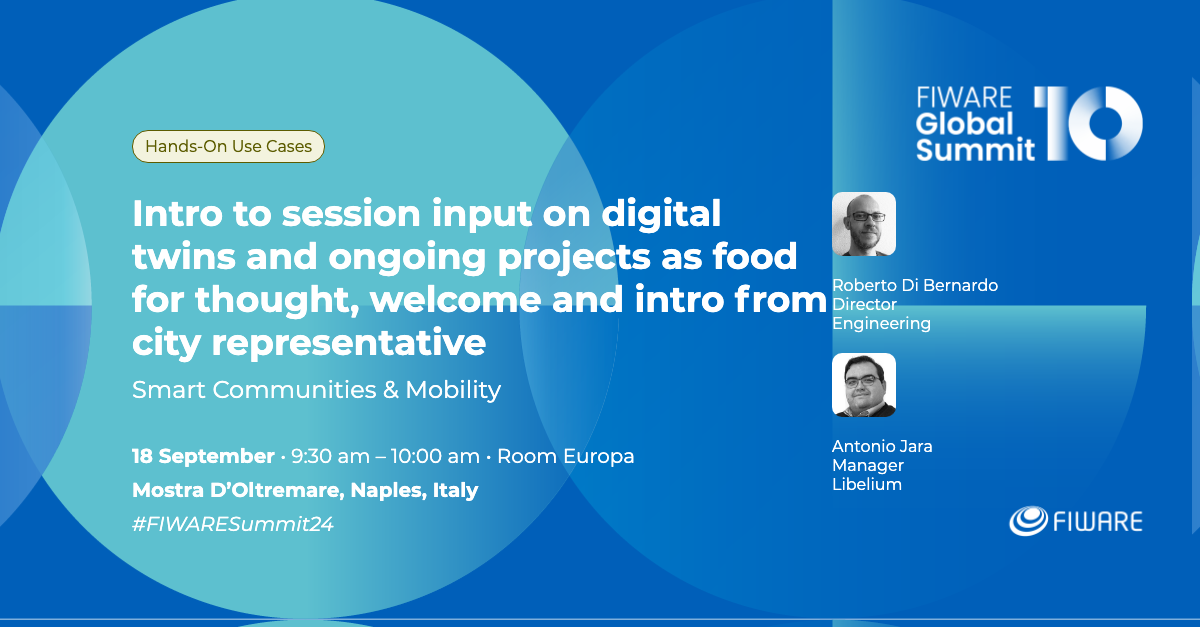 FIWARE
Global
Summit
10
Hands-On Use Cases
Intro to session input on digital
twins and ongoing projects as food
for thought, welcome and intro from
city representative
Smart Communities & Mobility
18 September · 9:30 am – 10:00 am · Room Europa
Mostra D’Oltremare, Naples, Italy
#FIWARESummit24
Roberto Di Bernardo
Director
Engineering
Antonio Jara
Manager
Libelium
FIWARE